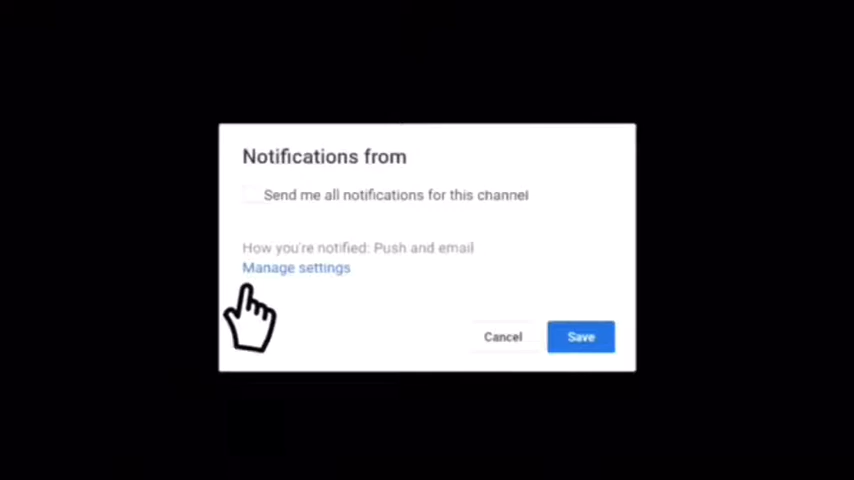 Notifications from
Send me all notifications for this channel
How you're notified: Push and email
Manage settings
Cancel Save